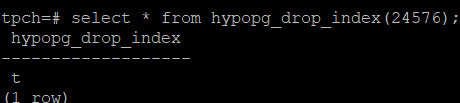 tpch=# select * from hypopg_drop_index(24576);
 hypopg_drop_index
-------------------
 t
(1 row)